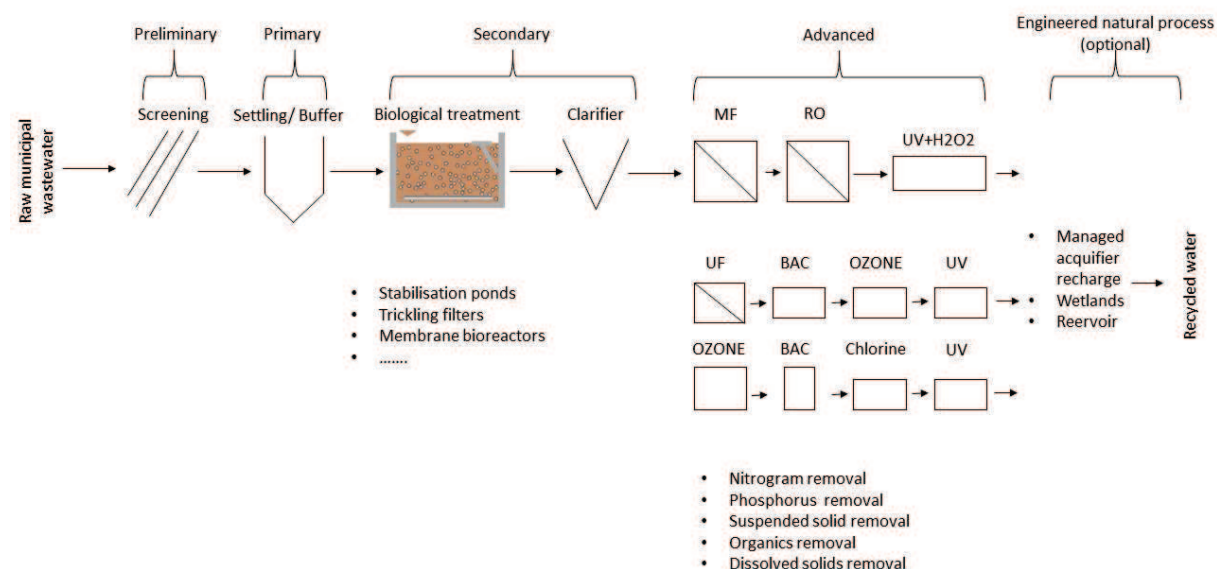 Preliminary
Primary
Secondary
Advanced
Engineered natural process
(optional)
Raw municipal
wastewater
Screening
Settling/ Buffer
Biological treatment
Clarifier
MF
RO
UV+H2O2
UF
BAC
OZONE
UV
OZONE
BAC
Chlorine
UV
• Stabilisation ponds
• Trickling filters
• Membrane bioreactors
• .......
• Nitrogram removal
• Phosphorus removal
• Suspended solid removal
• Organics removal
• Dissolved solids removal
• Managed
acquifier
recharge
• Wetlands
• Reervoir
Recycled water